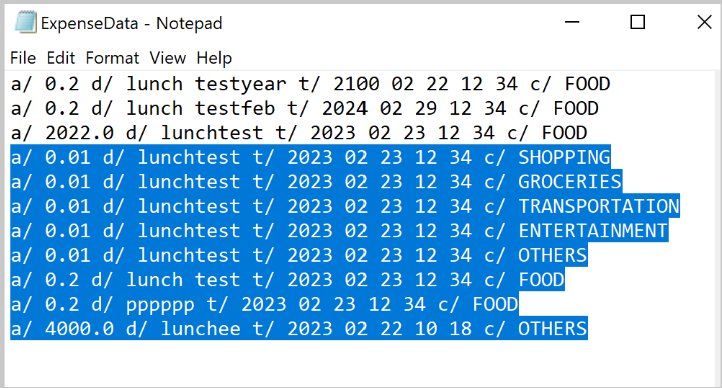 ExpenseData - Notepad
File Edit Format View Help
a/ 0.2 d/ lunch testyear t/ 2100 02 22 12 34 c/ FOOD
a/ 0.2 d/ lunch testfeb t/ 2024 02 29 12 34 c/ FOOD
a/ 2022.0 d/ lunchtest t/ 2023 02 23 12 34 c/ FOOD
a/ 0.01 d/ lunchtest t/ 2023 02 23 12 34 c/ SHOPPING
a/ 0.01 d/ lunchtest t/ 2023 02 23 12 34 c/ GROCERIES
a/ 0.01 d/ lunchtest t/ 2023 02 23 12 34 c/ TRANSPORTATION
a/ 0.01 d/ lunchtest t/ 2023 02 23 12 34 c/ ENTERTAINMENT
a/ 0.01 d/ lunchtest t/ 2023 02 23 12 34 c/ OTHERS
a/ 0.2 d/ lunch test t/ 2023 02 23 12 34 c/ FOOD
a/ 0.2 d/ pppppp t/ 2023 02 23 12 34 c/ FOOD
a/ 4000.0 d/ lunchee t/ 2023 02 22 10 18 c/ OTHERS